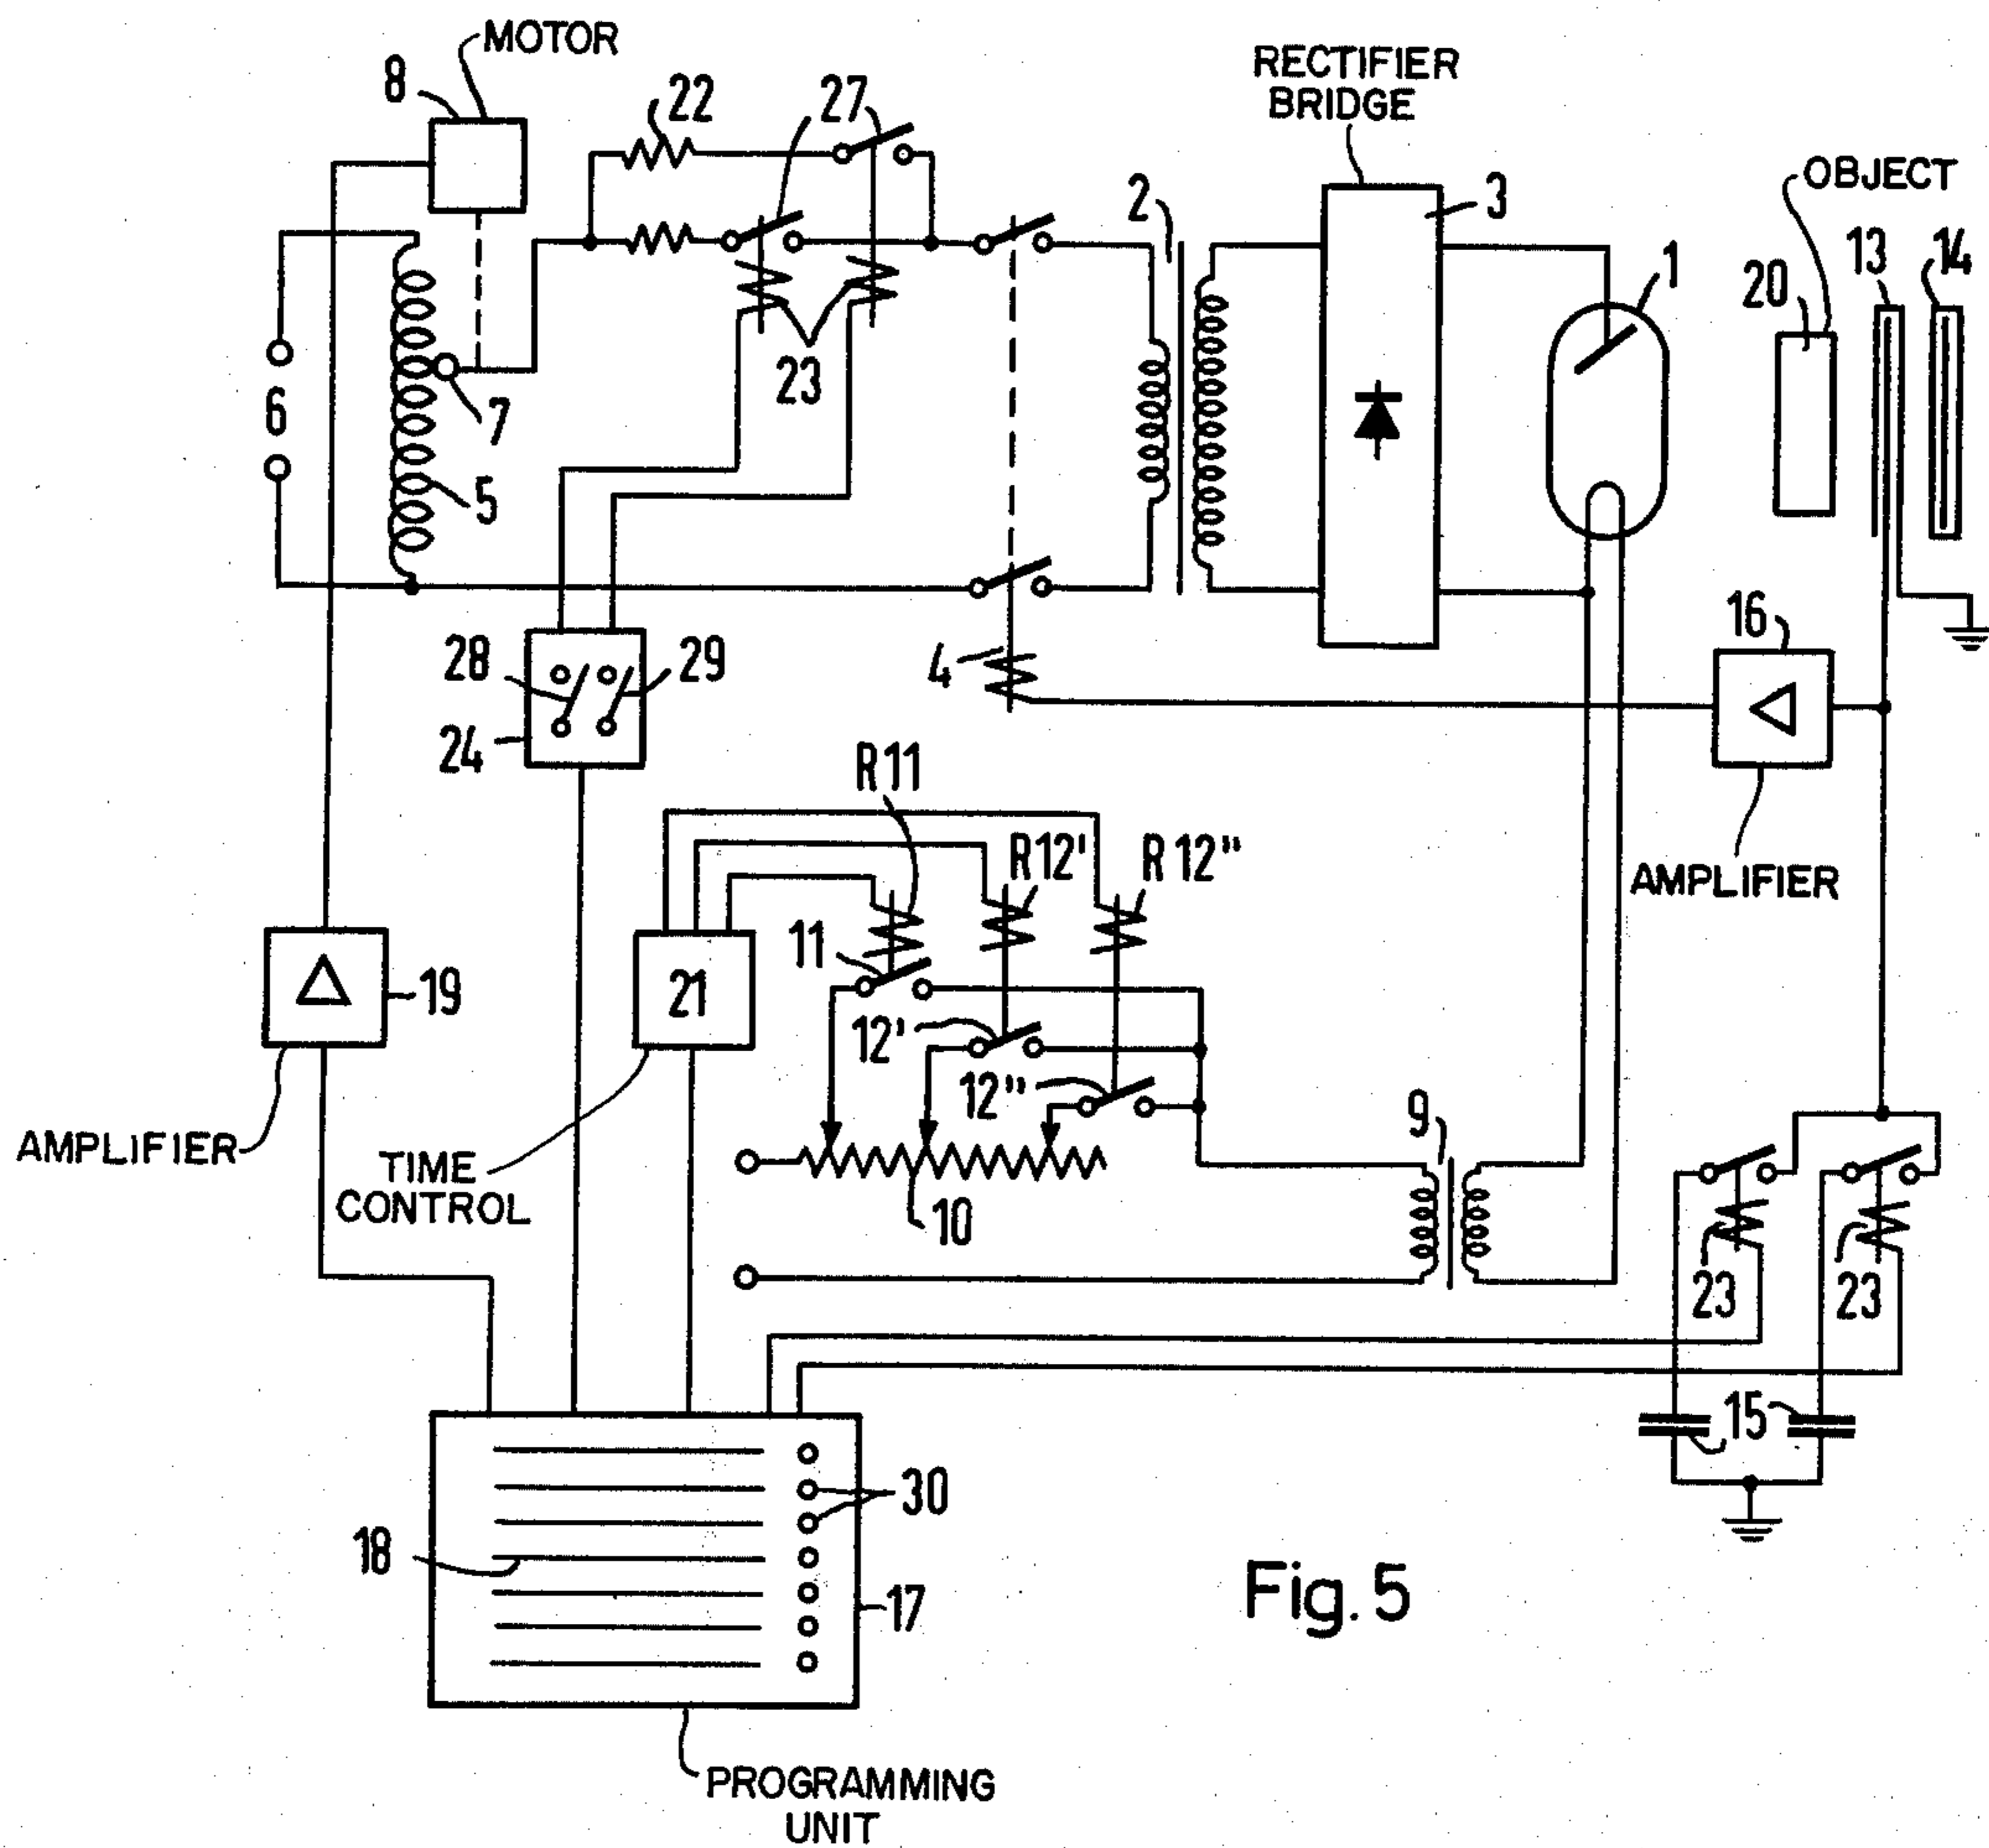 MOTOR
8
22
27
RECTIFIER
BRIDGE
2
3
OBJECT
1
20
13
14
6
7
23
5
16
28
29
4
24
R11
R12'
R12"
AMPLIFIER
11
21
19
12'
12"
9
AMPLIFIER
TIME
CONTROL
10
23
23
15
30
18
17
Fig. 5
PROGRAMMING
UNIT